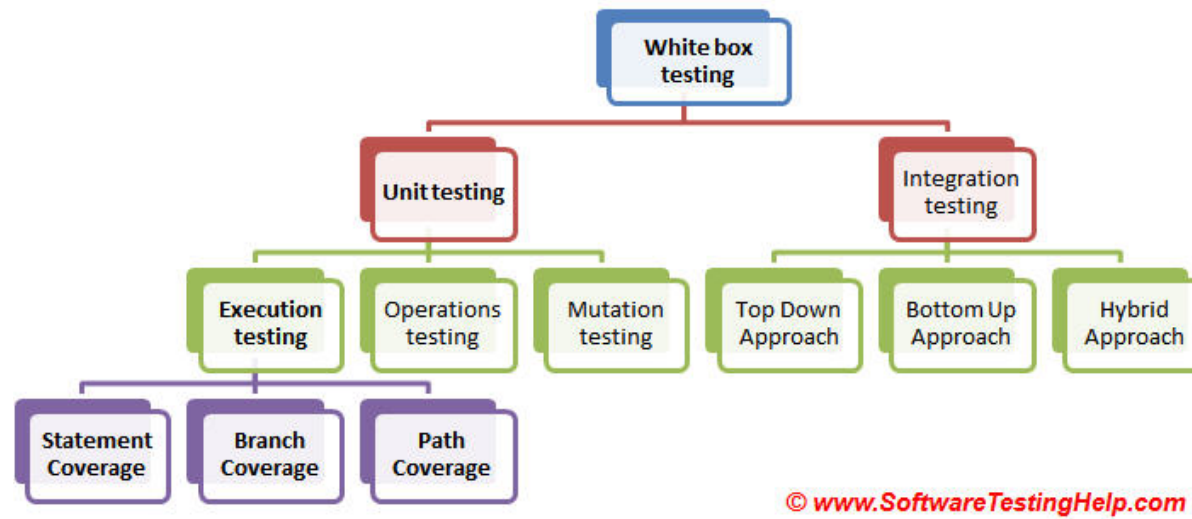 White box
testing
Unit testing
Integration
testing
Execution
testing
Operations
testing
Mutation
testing
Top Down
Approach
Bottom Up
Approach
Hybrid
Approach
Statement
Coverage
Branch
Coverage
Path
Coverage
© www.SoftwareTestingHelp.com